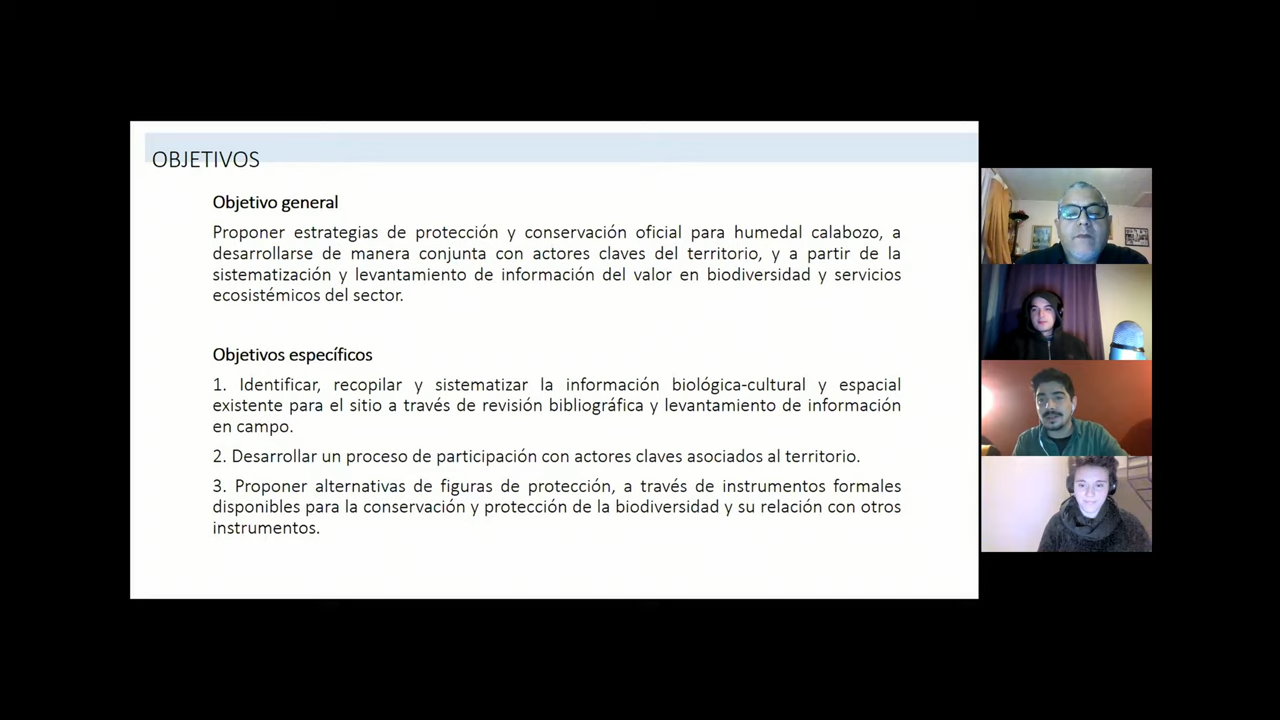 OBJETIVOS
Objetivo general
Proponer estrategias de protección y conservación oficial para humedal calabozo, a
desarrollarse de manera conjunta con actores claves del territorio, y a partir de la
sistematización y levantamiento de información del valor en biodiversidad y servicios
ecosistémicos del sector.
Objetivos específicos
1. Identificar, recopilar y sistematizar la información biológica-cultural y espacial
existente para el sitio a través de revisión bibliográfica y levantamiento de información
en campo.
2. Desarrollar un proceso de participación con actores claves asociados al territorio.
3. Proponer alternativas de figuras de protección, a través de instrumentos formales
disponibles para la conservación y protección de la biodiversidad y su relación con otros
instrumentos.